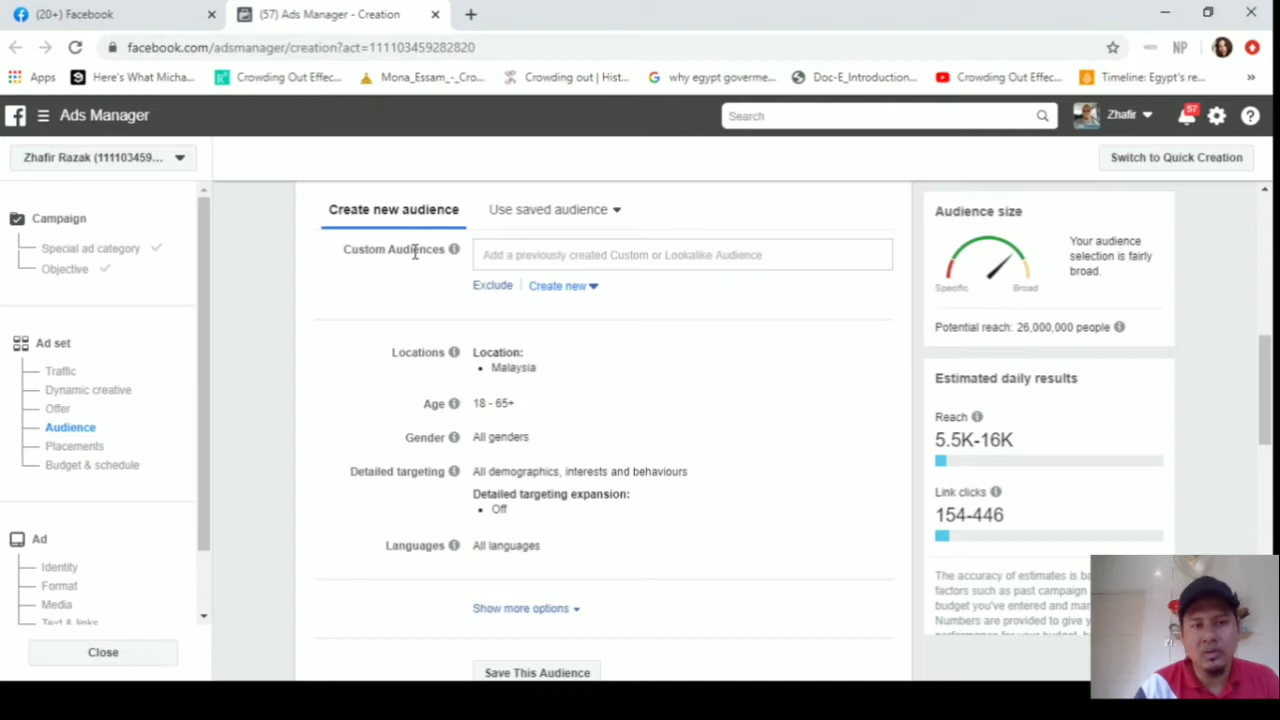 (20+) Facebook
(57) Ads Manager - Creation
facebook.com/adsmanager/creation?act=111103459282820
NP
Apps
Here's What Micha...
Crowding Out Effec...
Mona_Essam_-_Cro...
Crowding out | Hist...
why egypt governme...
Doc-E_Introduction...
Crowding Out Effec...
Timeline: Egypt's re...
Ads Manager
Search
Zhafir
57
Zhafir Razak (111103459...
Switch to Quick Creation
Campaign
Special ad category
Objective
Ad set
Traffic
Dynamic creative
Offer
Audience
Placements
Budget & schedule
Ad
Identity
Format
Media
Text & links
Close
Create new audience
Use saved audience
Custom Audiences
Add a previously created Custom or Lookalike Audience
Exclude
Create new
Locations
Location:
Malaysia
Age
18 - 65+
Gender
All genders
Detailed targeting
All demographics, interests and behaviours
Detailed targeting expansion:
Off
Languages
All languages
Show more options
Save This Audience
Audience size
Specific
Broad
Your audience
selection is fairly
broad.
Potential reach: 26,000,000 people
Estimated daily results
Reach
5.5K-16K
Link clicks
154-446
The accuracy of estimates is ba
factors such as past campaign
budget you've entered and mar
Numbers are provided to give y